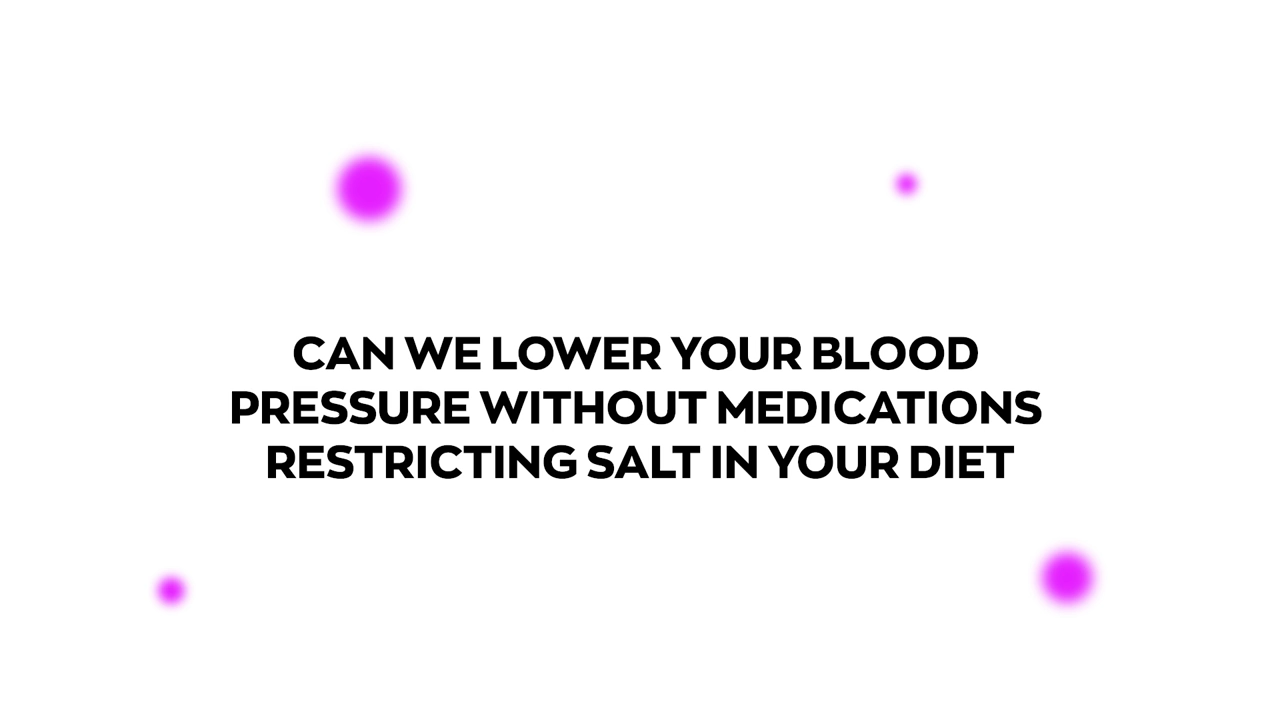 CAN WE LOWER YOUR BLOOD
PRESSURE WITHOUT MEDICATIONS
RESTRICTING SALT IN YOUR DIET